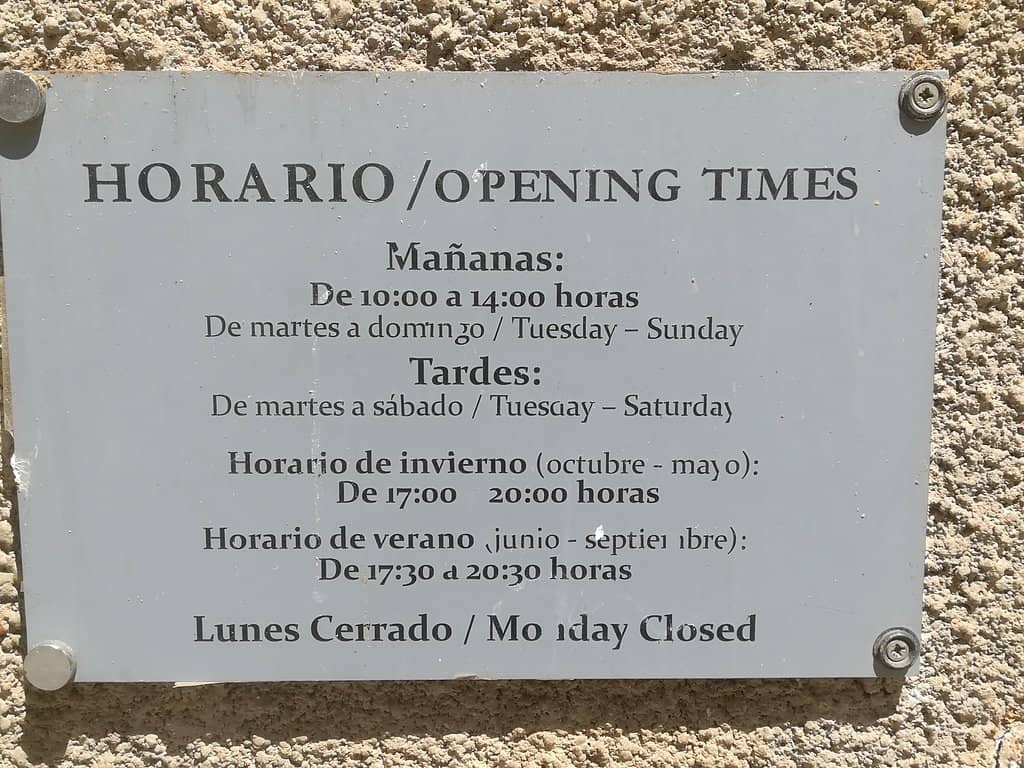 HORARIO/OPENING TIMES
Mañanas:
De 10:00 a 14:00 horas
De martes a domingo / Tuesday – Sunday
Tardes:
De martes a sábado / Tuesday – Saturday
Horario de invierno (octubre - mayo):
De 17:00 20:00 horas
Horario de verano (junio - septiembre):
De 17:30 a 20:30 horas
Lunes Cerrado / Monday Closed